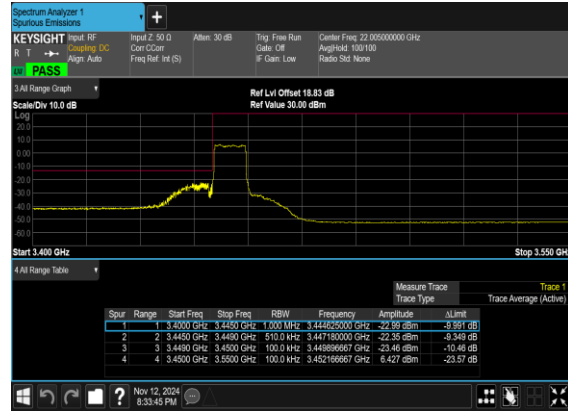 Spectrum Analyzer 1
Spurious Emissions
KEYSIGHT Input: RF Input Z: 50 Ω Atten: 30 dB Trig: Free Run Center Freq: 22.005000000 GHz
R T Coupling: DC Corr CCorr Gate: Off Avg|Hold: 100/100
Align: Auto Freq Ref: Int (S) IF Gain: Low Radio Std: None
PASS
3 All Range Graph
Ref Lvl Offset 18.83 dB
Scale/Div 10.0 dB Ref Value 30.00 dBm
Log
20.0
10.0
0.00
-10.0
-20.0
-30.0
-40.0
-50.0
-60.0
Start 3.400 GHz Stop 3.550 GHz
4 All Range Table
Measure Trace Trace 1
Trace Type Trace Average (Active)
Spur Range Start Freq Stop Freq RBW Frequency Amplitude ΔLimit
1 1 3.4000 GHz 3.4450 GHz 1.000 MHz 3.444625000 GHz -22.99 dBm -9.991 dB
2 2 3.4450 GHz 3.4490 GHz 510.0 kHz 3.447180000 GHz -22.35 dBm -9.349 dB
3 3 3.4490 GHz 3.4500 GHz 100.0 kHz 3.449896667 GHz -23.46 dBm -10.46 dB
4 4 3.4500 GHz 3.5500 GHz 100.0 kHz 3.452166667 GHz 6.427 dBm -23.57 dB
Nov 12, 2024
8:33:45 PM